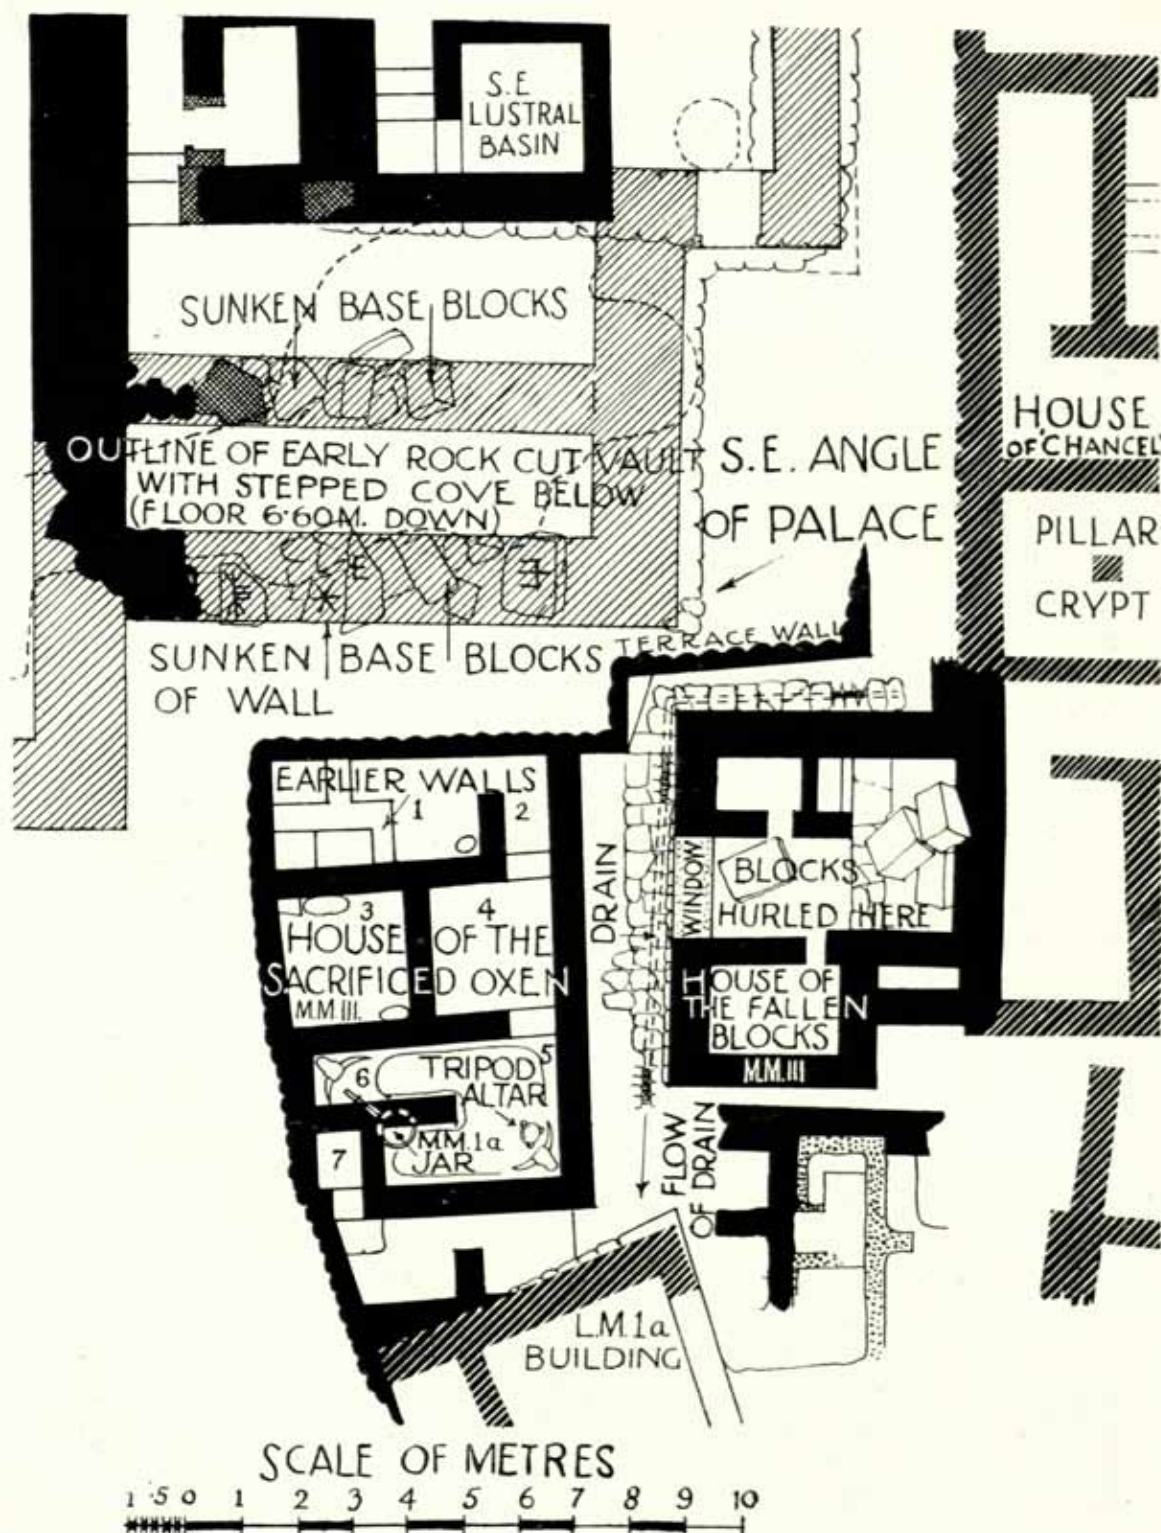 S.E.
LUSTRAL
BASIN
SUNKEN BASE BLOCKS
OUTLINE OF EARLY ROCK CUT VAULT
WITH STEPPED COVE BELOW
(FLOOR 6·60M. DOWN)
S.E. ANGLE
OF PALACE
HOUSE
OF 'CHANCEL
PILLAR
CRYPT
TERRACE WALL
SUNKEN BASE BLOCKS
OF WALL
EARLIER WALLS
1
2
3
4
HOUSE OF THE
SACRIFICED OXEN
M.M.III.
5
6
TRIPOD
ALTAR
M.M.1a
JAR
7
DRAIN
WINDOW
BLOCKS
HURLED HERE
HOUSE OF
THE FALLEN
BLOCKS
M.M.III
FLOW
OF DRAIN
L.M.1a
BUILDING
SCALE OF METRES
1 ·5 0 1 2 3 4 5 6 7 8 9 10